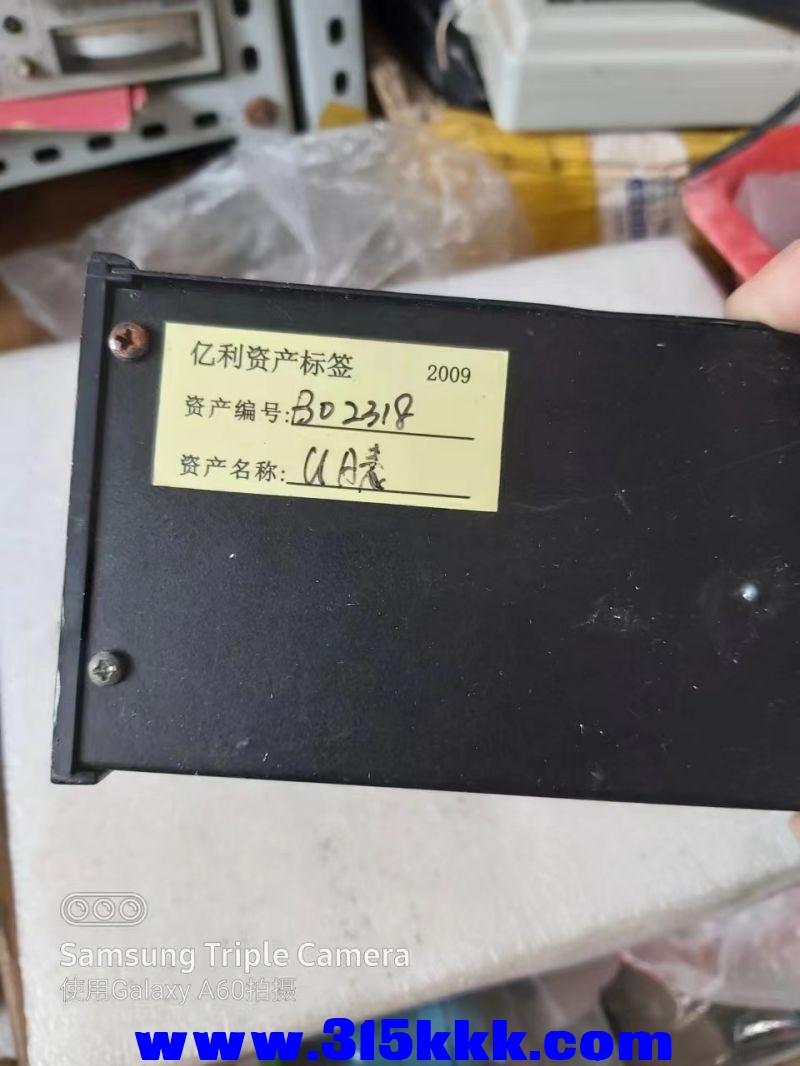 亿利资产标签 2009
资产编号:B02318
资产名称:UA表
Samsung Triple Camera
使用Galaxy A60拍摄
www.315kkk.com